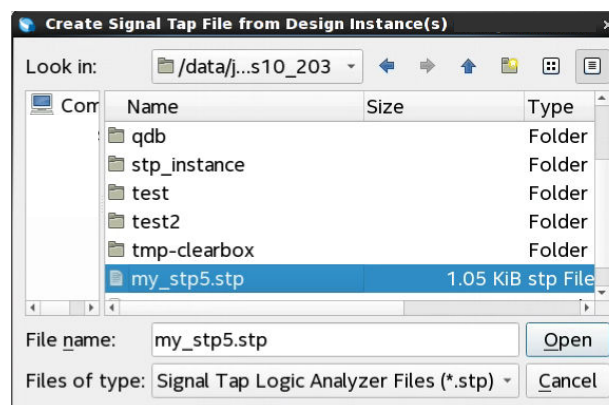 Create Signal Tap File from Design Instance(s)
Look in: /data/j...s10_203
Com Name Size Type
qdb Folder
stp_instance Folder
test Folder
test2 Folder
tmp-clearbox Folder
my_stp5.stp 1.05 KiB stp File
File name: my_stp5.stp Open
Files of type: Signal Tap Logic Analyzer Files (*.stp) Cancel